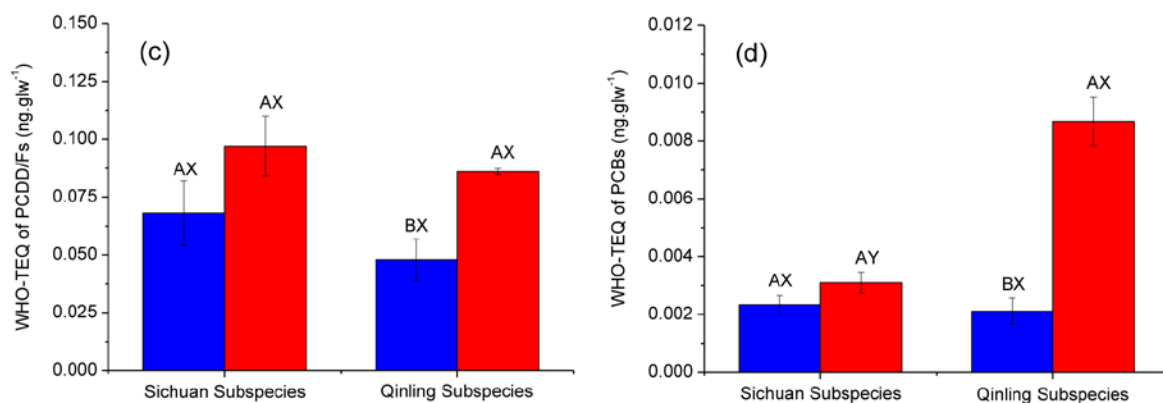 (c)
WHO-TEQ of PCDD/Fs (ng.glw⁻¹)
0.150
0.125
0.100
0.075
0.050
0.025
0.000
AX
AX
BX
AX
Sichuan Subspecies
Qinling Subspecies
(d)
WHO-TEQ of PCBs (ng.glw⁻¹)
0.012
0.010
0.008
0.006
0.004
0.002
0.000
AX
AY
BX
AX
Sichuan Subspecies
Qinling Subspecies